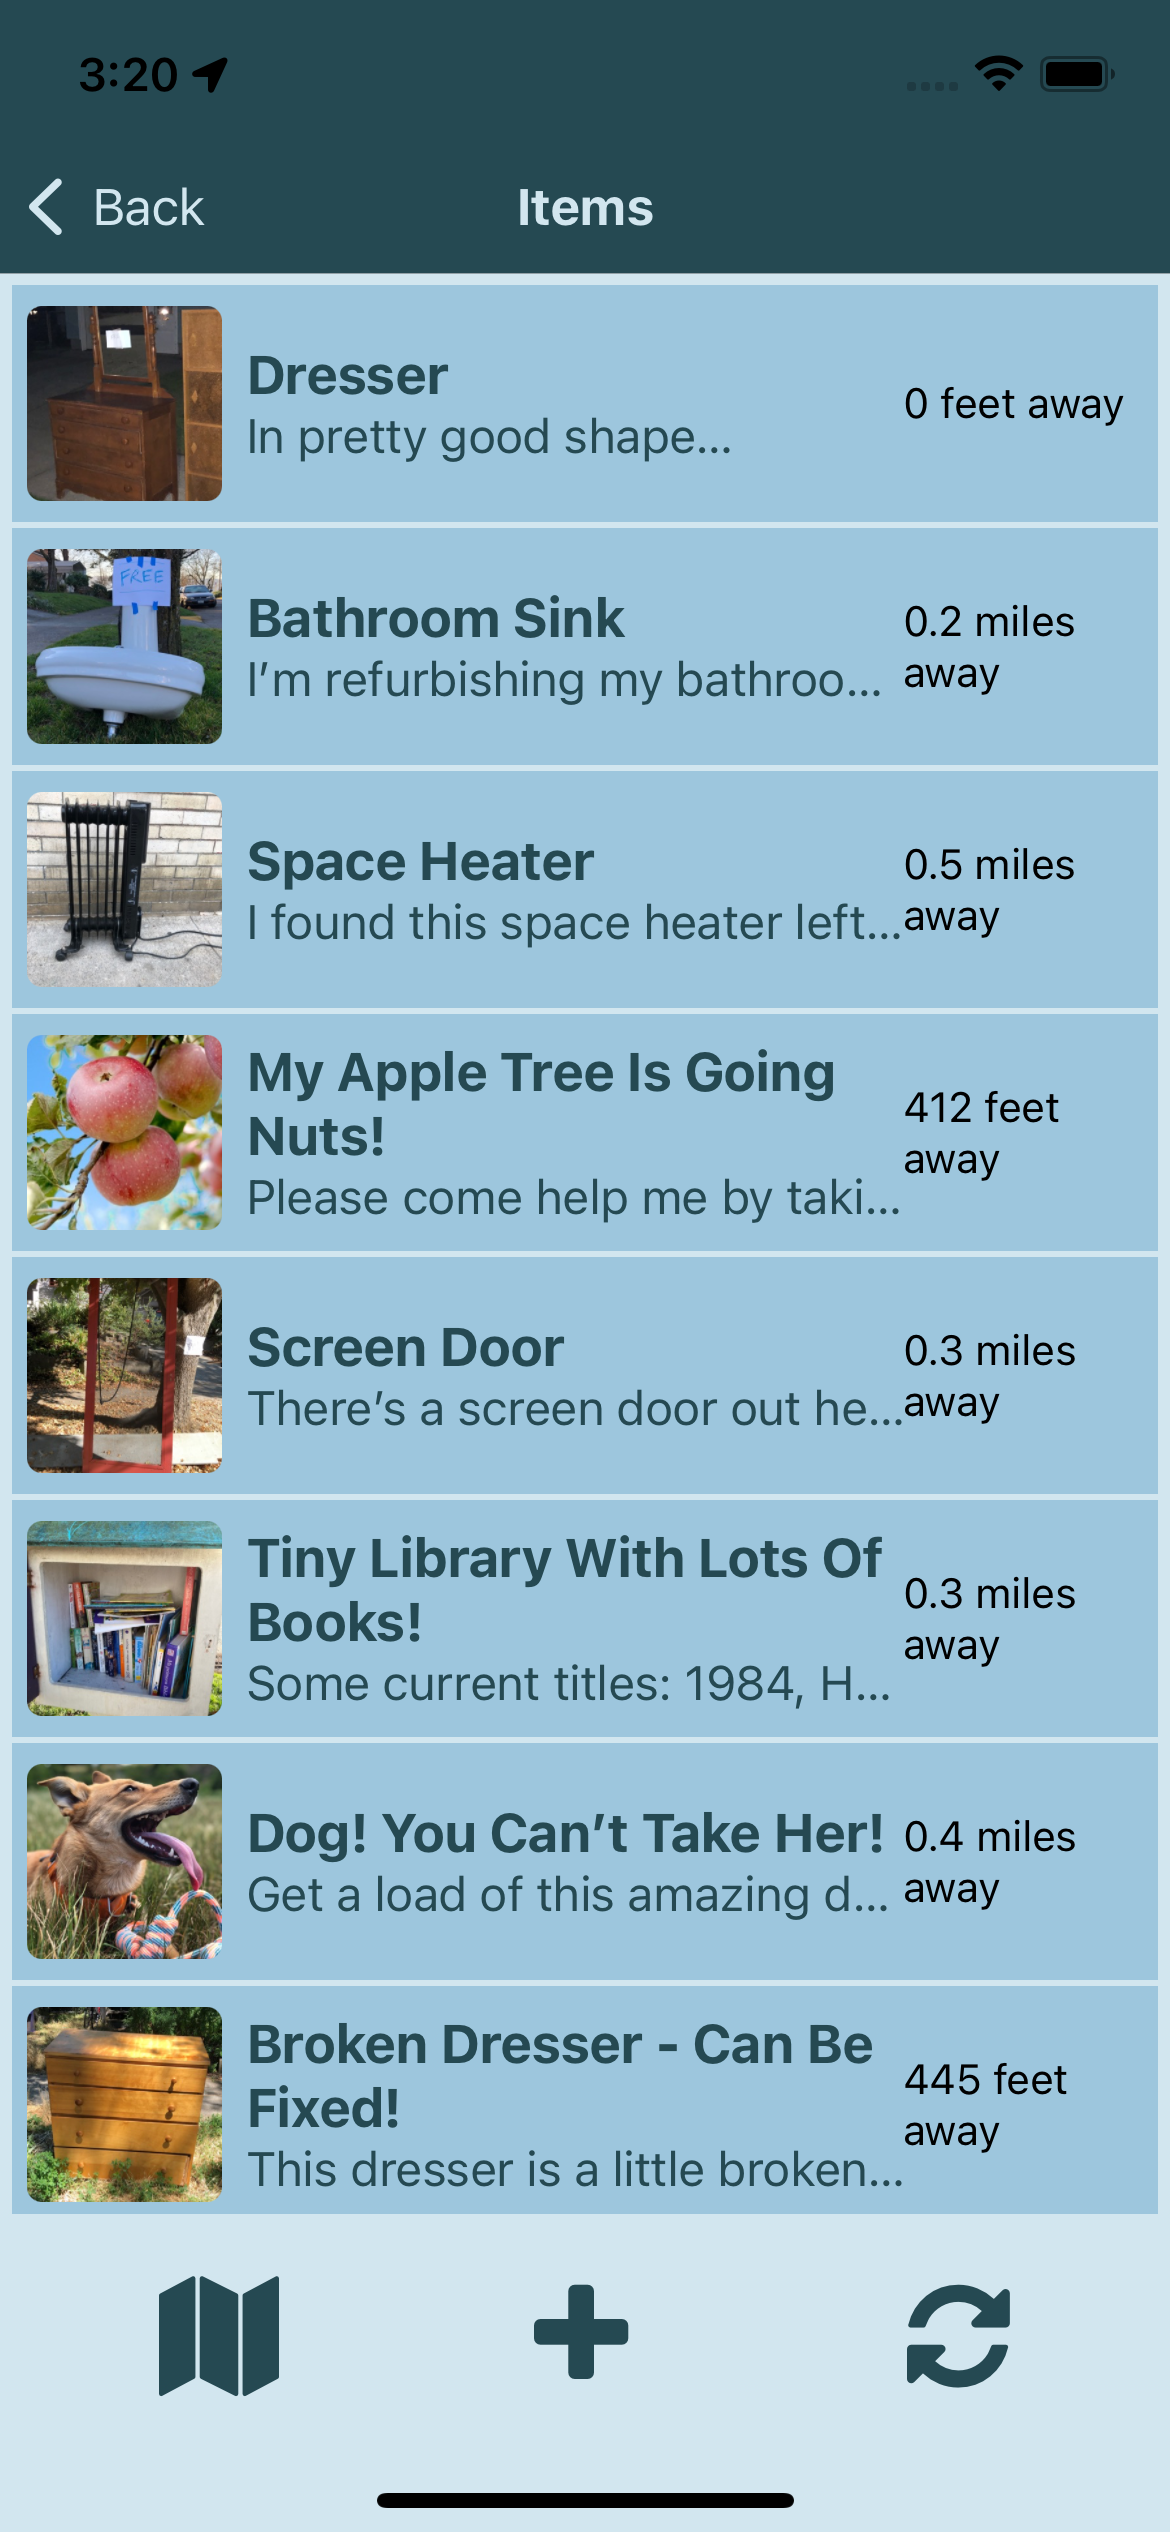 3:20
Back
Items
Dresser
In pretty good shape...
0 feet away
FREE
Bathroom Sink
I’m refurbishing my bathroo...
0.2 miles
away
Space Heater
I found this space heater left...
0.5 miles
away
My Apple Tree Is Going
Nuts!
Please come help me by taki...
412 feet
away
Screen Door
There’s a screen door out he...
0.3 miles
away
Tiny Library With Lots Of
Books!
Some current titles: 1984, H...
0.3 miles
away
Dog! You Can’t Take Her!
Get a load of this amazing d...
0.4 miles
away
Broken Dresser - Can Be
Fixed!
This dresser is a little broken...
445 feet
away